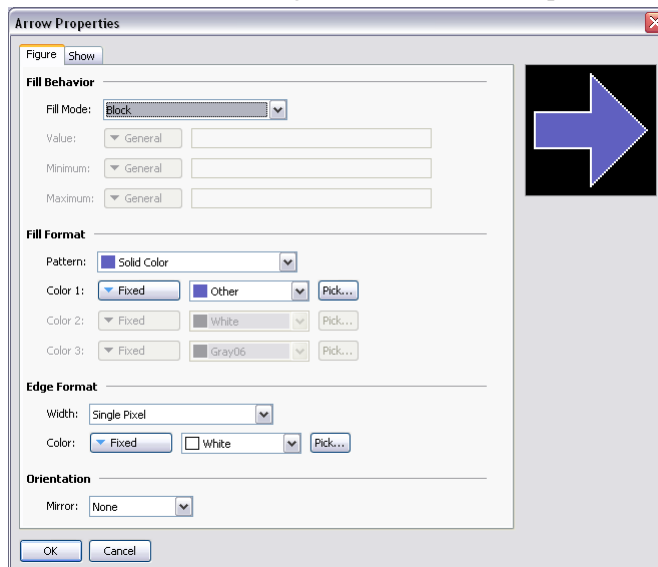 Arrow Properties
Figure Show
Fill Behavior
Fill Mode: Block
Value: General
Minimum: General
Maximum: General
Fill Format
Pattern: Solid Color
Color 1: Fixed Other Pick...
Color 2: Fixed White Pick...
Color 3: Fixed Gray06 Pick...
Edge Format
Width: Single Pixel
Color: Fixed White Pick...
Orientation
Mirror: None
OK Cancel